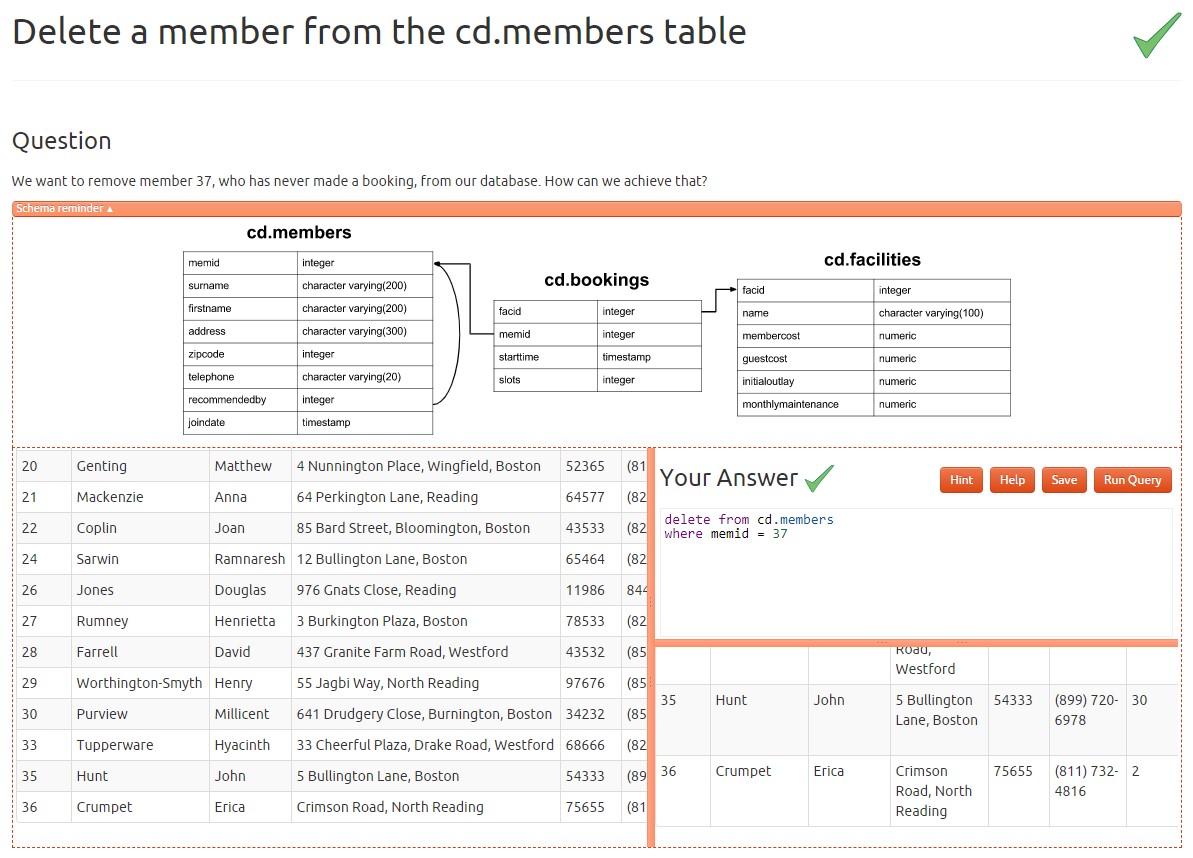 Delete a member from the cd.members table
Question
We want to remove member 37, who has never made a booking, from our database. How can we achieve that?
Schema reminder ▲
cd.members
memid integer
surname character varying(200)
firstname character varying(200)
address character varying(300)
zipcode integer
telephone character varying(20)
recommendedby integer
joindate timestamp
cd.bookings
facid integer
memid integer
starttime timestamp
slots integer
cd.facilities
facid integer
name character varying(100)
membercost numeric
guestcost numeric
initialoutlay numeric
monthlymaintenance numeric
20 Genting Matthew 4 Nunnington Place, Wingfield, Boston 52365 (81
21 Mackenzie Anna 64 Perkington Lane, Reading 64577 (82
22 Coplin Joan 85 Bard Street, Bloomington, Boston 43533 (82
24 Sarwin Ramnaresh 12 Bullington Lane, Boston 65464 (82
26 Jones Douglas 976 Gnats Close, Reading 11986 844
27 Rumney Henrietta 3 Burkington Plaza, Boston 78533 (82
28 Farrell David 437 Granite Farm Road, Westford 43532 (85
29 Worthington-Smyth Henry 55 Jagbi Way, North Reading 97676 (85
30 Purview Millicent 641 Drudgery Close, Burnington, Boston 34232 (85
33 Tupperware Hyacinth 33 Cheerful Plaza, Drake Road, Westford 68666 (82
35 Hunt John 5 Bullington Lane, Boston 54333 (89
36 Crumpet Erica Crimson Road, North Reading 75655 (81
Your Answer
Hint Help Save Run Query
delete from cd.members
where memid = 37
Road,
Westford
35 Hunt John 5 Bullington 54333 (899) 720- 30
Lane, Boston 6978
36 Crumpet Erica Crimson 75655 (811) 732- 2
Road, North 4816
Reading